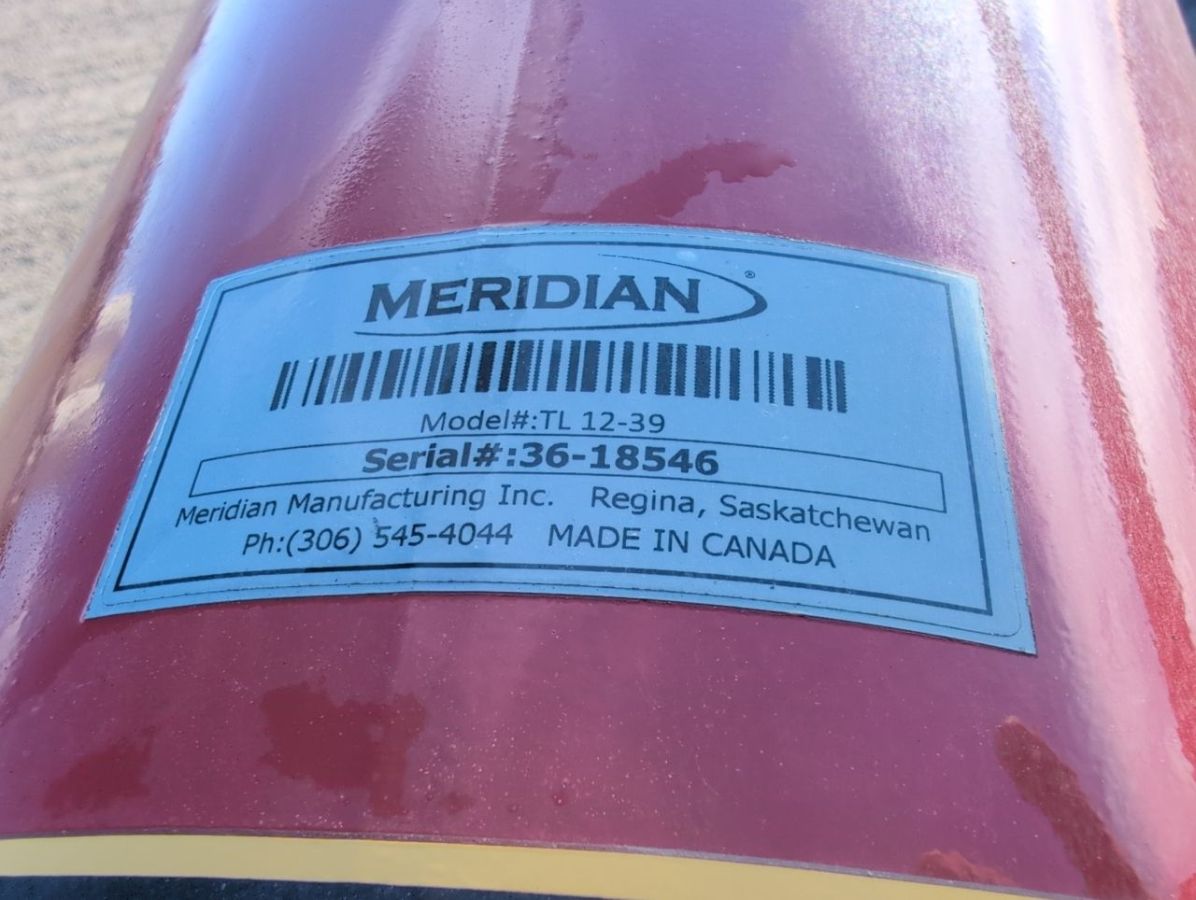 MERIDIAN®
Model#:TL 12-39
Serial#:36-18546
Meridian Manufacturing Inc. Regina, Saskatchewan
Ph:(306) 545-4044 MADE IN CANADA